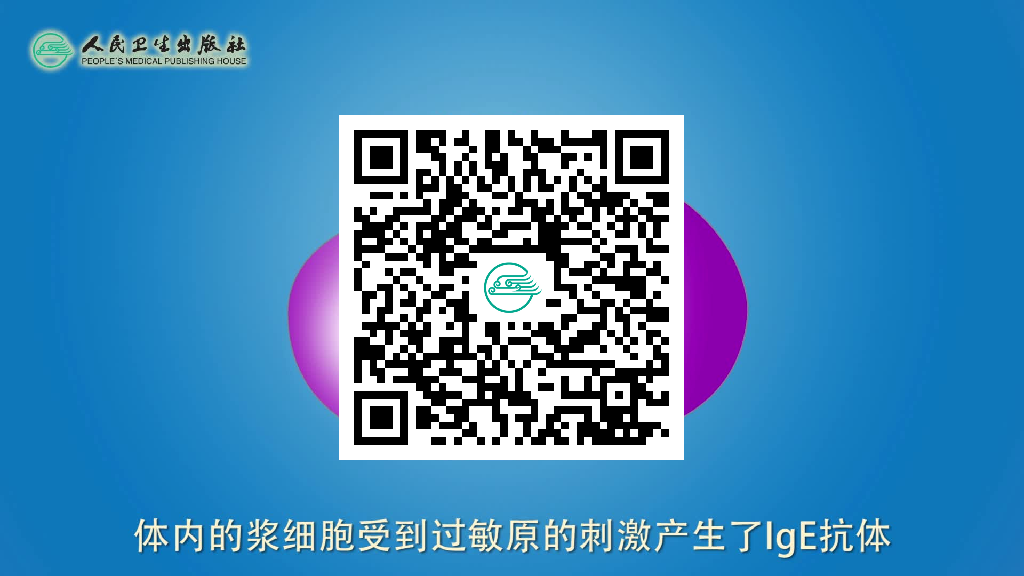 人民卫生出版社
PEOPLE'S MEDICAL PUBLISHING HOUSE
体内的浆细胞受到过敏原的刺激产生了IgE抗体